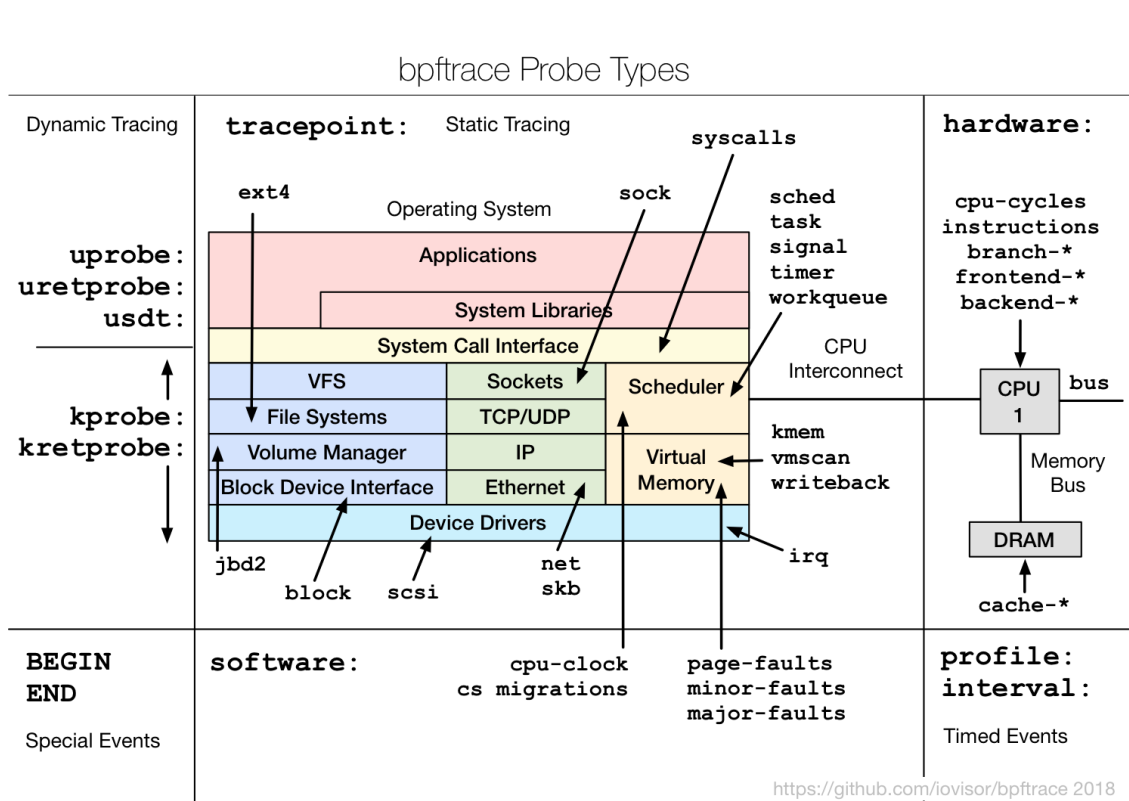 bpftrace Probe Types
Dynamic Tracing
uprobe:
uretprobe:
usdt:
kprobe:
kretprobe:
tracepoint:
Static Tracing
syscalls
ext4
sock
Operating System
sched
task
signal
timer
workqueue
Applications
System Libraries
System Call Interface
VFS
Sockets
Scheduler
File Systems
TCP/UDP
Volume Manager
IP
Virtual
Memory
Block Device Interface
Ethernet
Device Drivers
kmem
vmscan
writeback
jbd2
block
scsi
net
skb
irq
CPU
Interconnect
hardware:
cpu-cycles
instructions
branch-*
frontend-*
backend-*
CPU
1
bus
Memory
Bus
DRAM
cache-*
BEGIN
END
Special Events
software:
cpu-clock
cs migrations
page-faults
minor-faults
major-faults
profile:
interval:
Timed Events
https://github.com/iovisor/bpftrace 2018